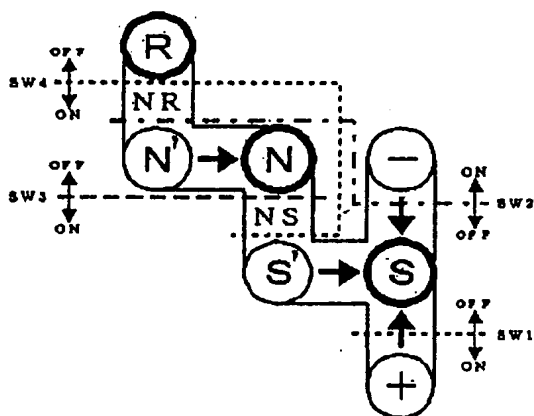 R
OFF
SW4
ON
NR
N' N −
OFF
SW3
ON
ON
SW2
OFF
NS
S' S
OFF
SW1
ON
+